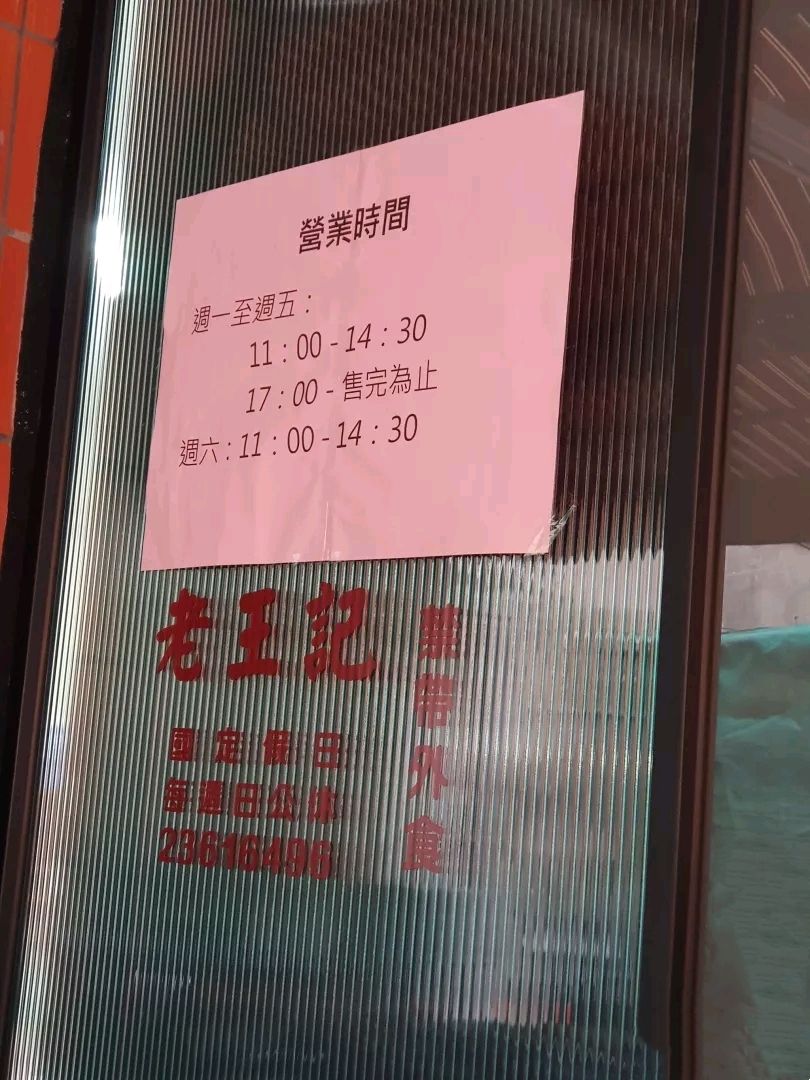 營業時間
週一至週五：
11：00 - 14：30
17：00 - 售完為止
週六：11：00 - 14：30
老王記
國定假日
每週日公休
23616496
禁帶外食